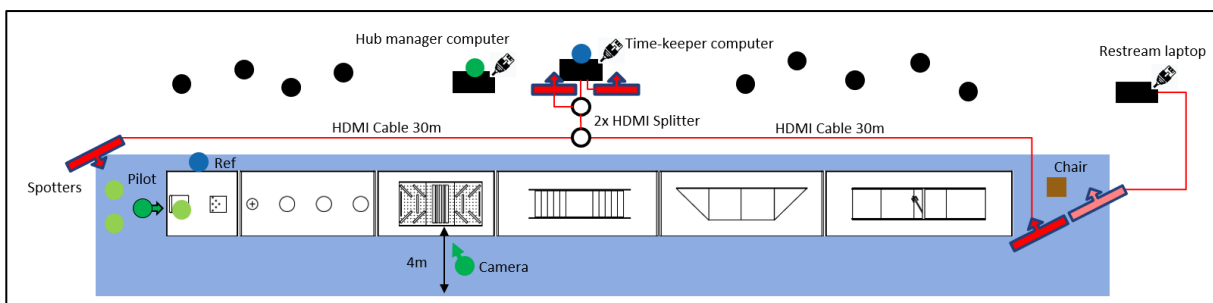 Hub manager computer
Time-keeper computer
Restream laptop
2x HDMI Splitter
HDMI Cable 30m
HDMI Cable 30m
Spotters
Pilot
Ref
Chair
4m
Camera